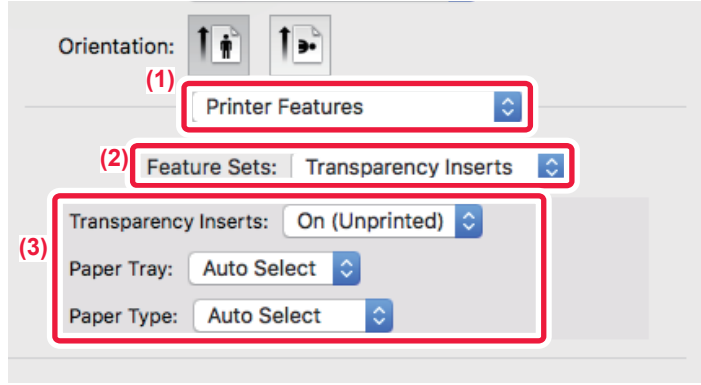 Orientation:
(1)
Printer Features
(2)
Feature Sets: Transparency Inserts
(3)
Transparency Inserts: On (Unprinted)
Paper Tray: Auto Select
Paper Type: Auto Select